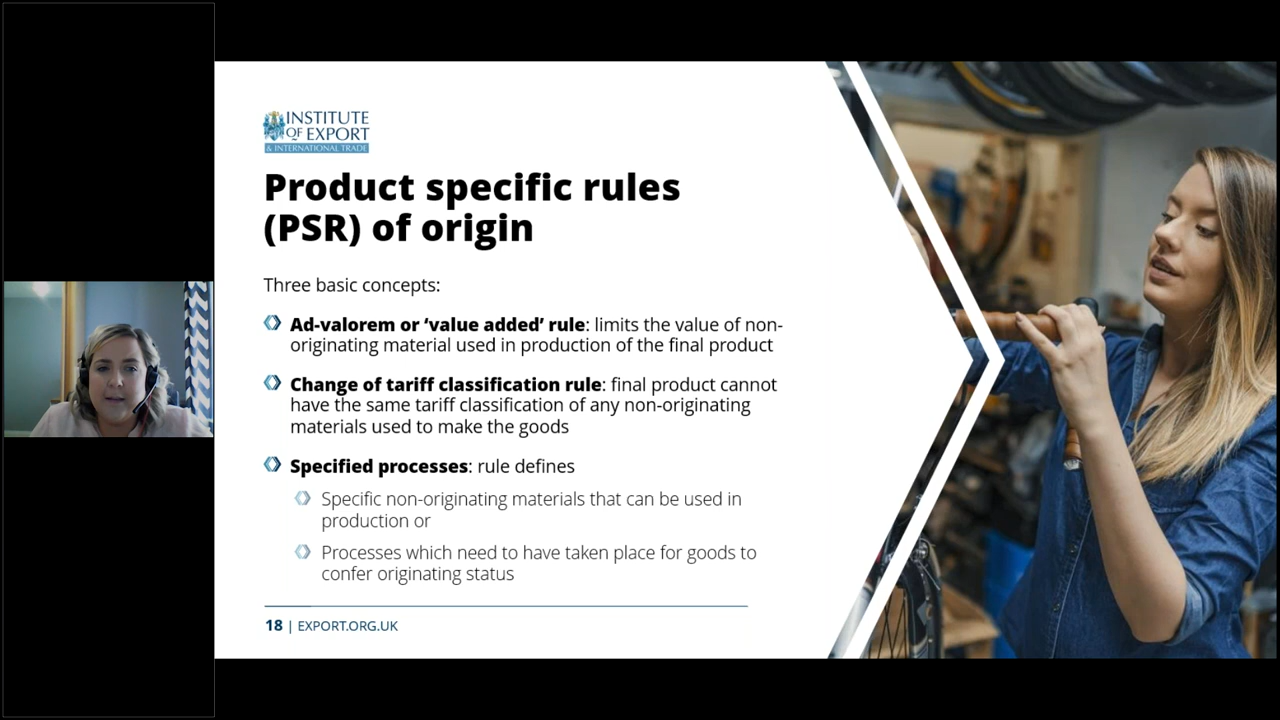 INSTITUTE
OF EXPORT
& INTERNATIONAL TRADE
Product specific rules
(PSR) of origin
Three basic concepts:
Ad-valorem or ‘value added’ rule: limits the value of non-
originating material used in production of the final product
Change of tariff classification rule: final product cannot
have the same tariff classification of any non-originating
materials used to make the goods
Specified processes: rule defines
Specific non-originating materials that can be used in
production or
Processes which need to have taken place for goods to
confer originating status
18 | EXPORT.ORG.UK